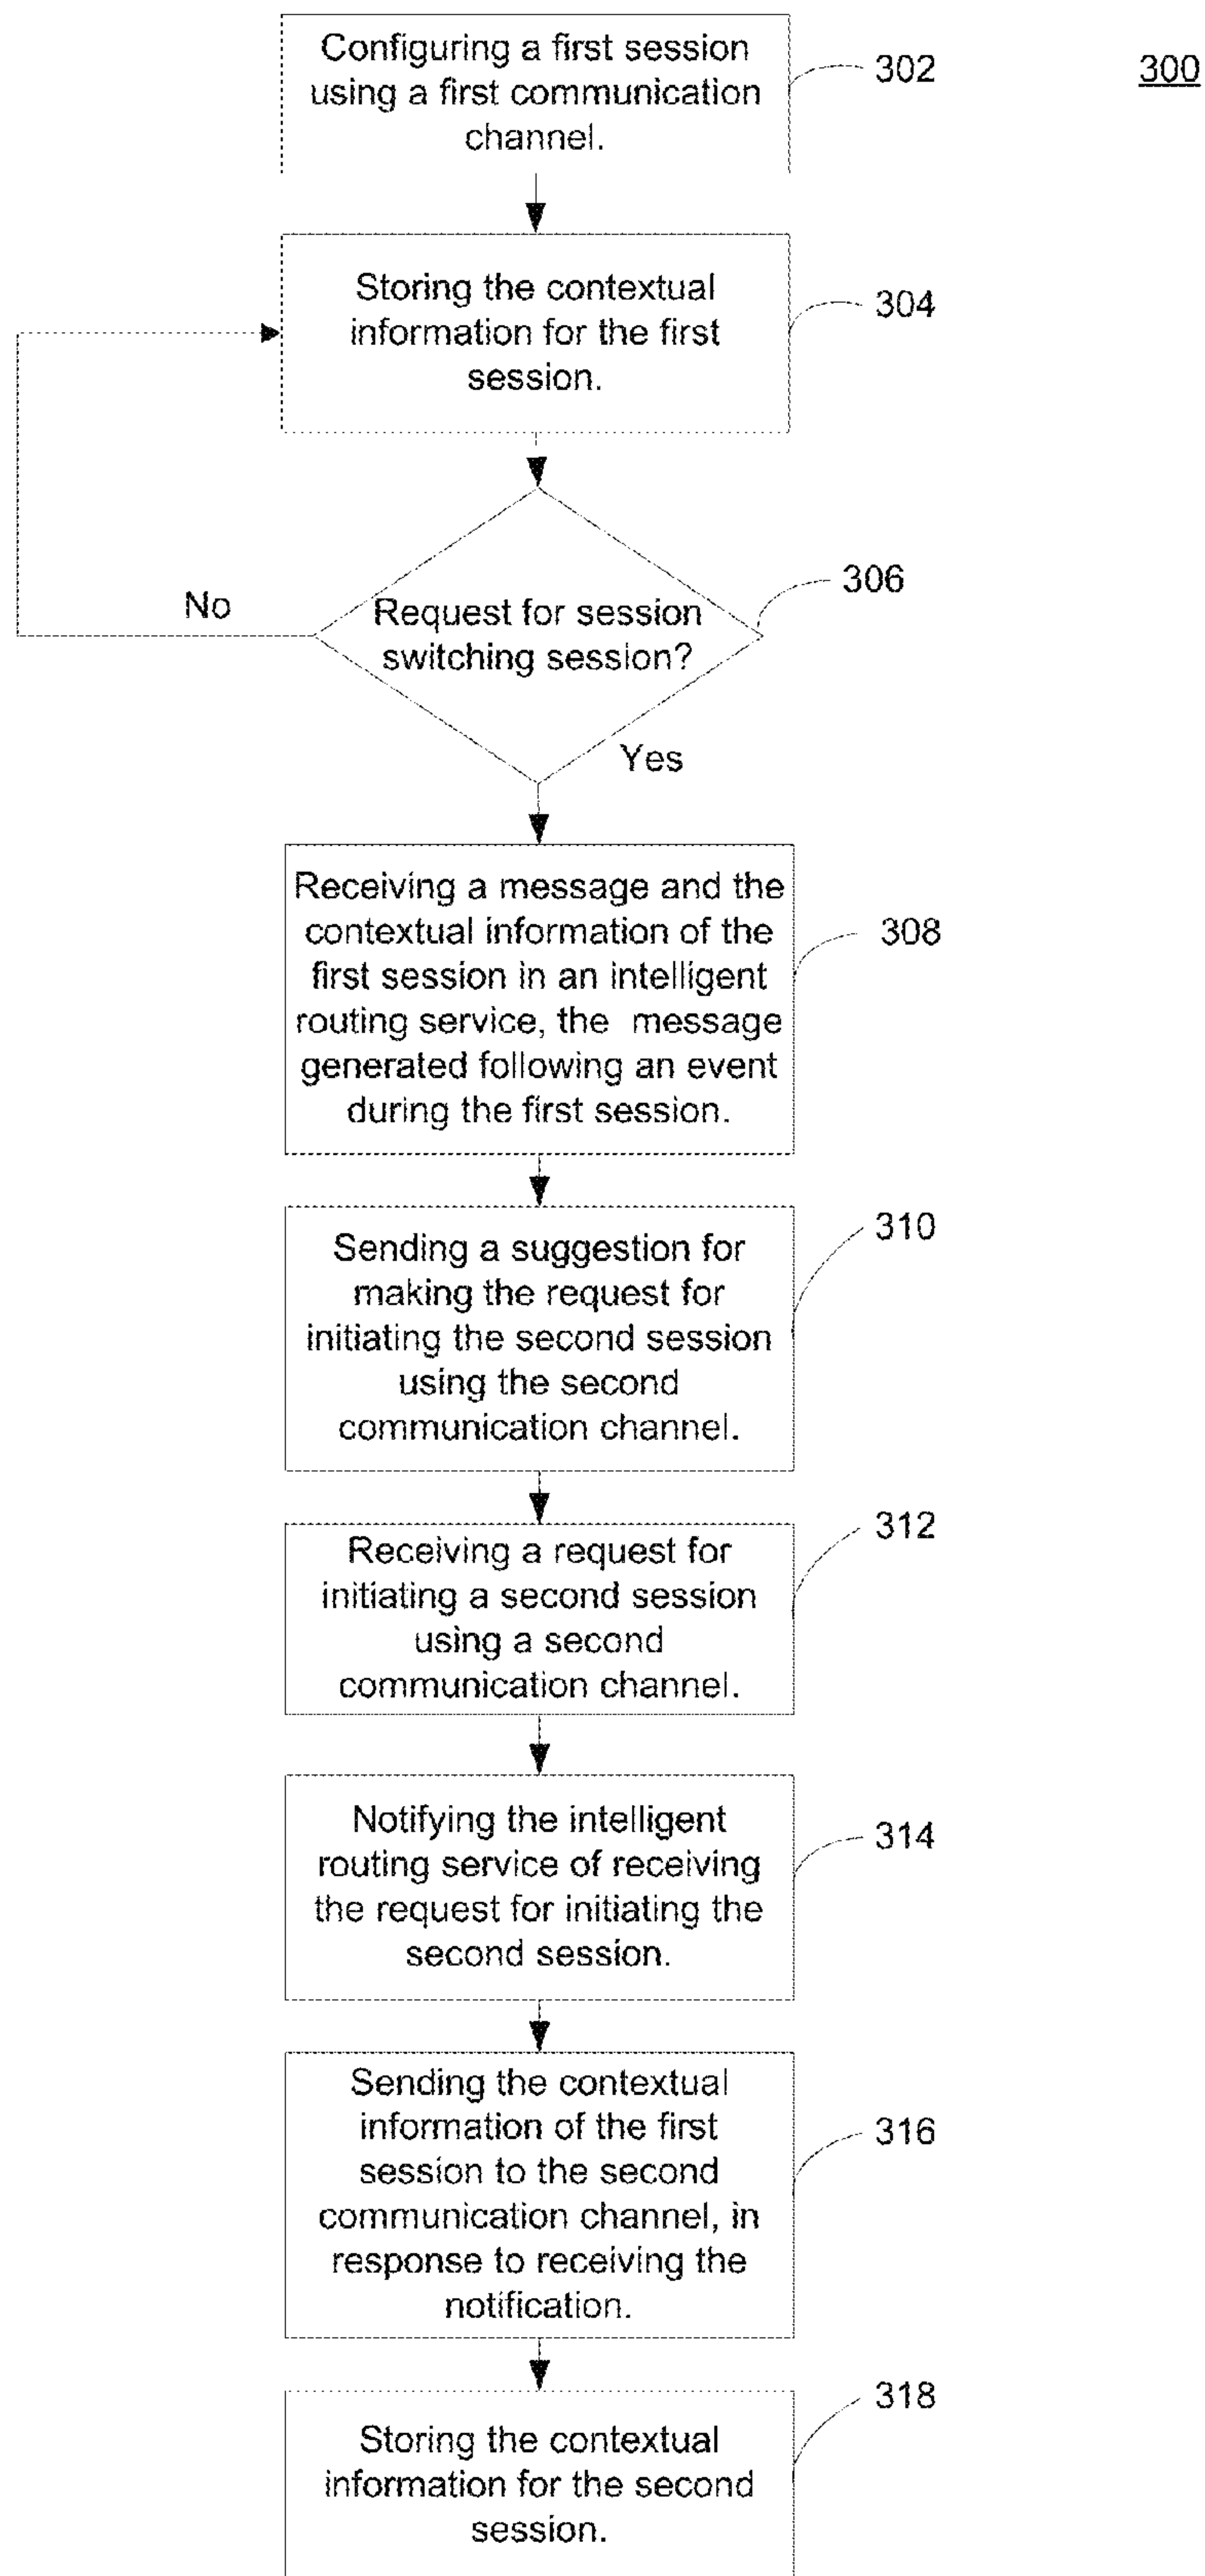 Configuring a first session
using a first communication
channel.
302
300
Storing the contextual
information for the first
session.
304
No
Request for session
switching session?
306
Yes
Receiving a message and the
contextual information of the
first session in an intelligent
routing service, the message
generated following an event
during the first session.
308
Sending a suggestion for
making the request for
initiating the second session
using the second
communication channel.
310
Receiving a request for
initiating a second session
using a second
communication channel.
312
Notifying the intelligent
routing service of receiving
the request for initiating the
second session.
314
Sending the contextual
information of the first
session to the second
communication channel, in
response to receiving the
notification.
316
Storing the contextual
information for the second
session.
318